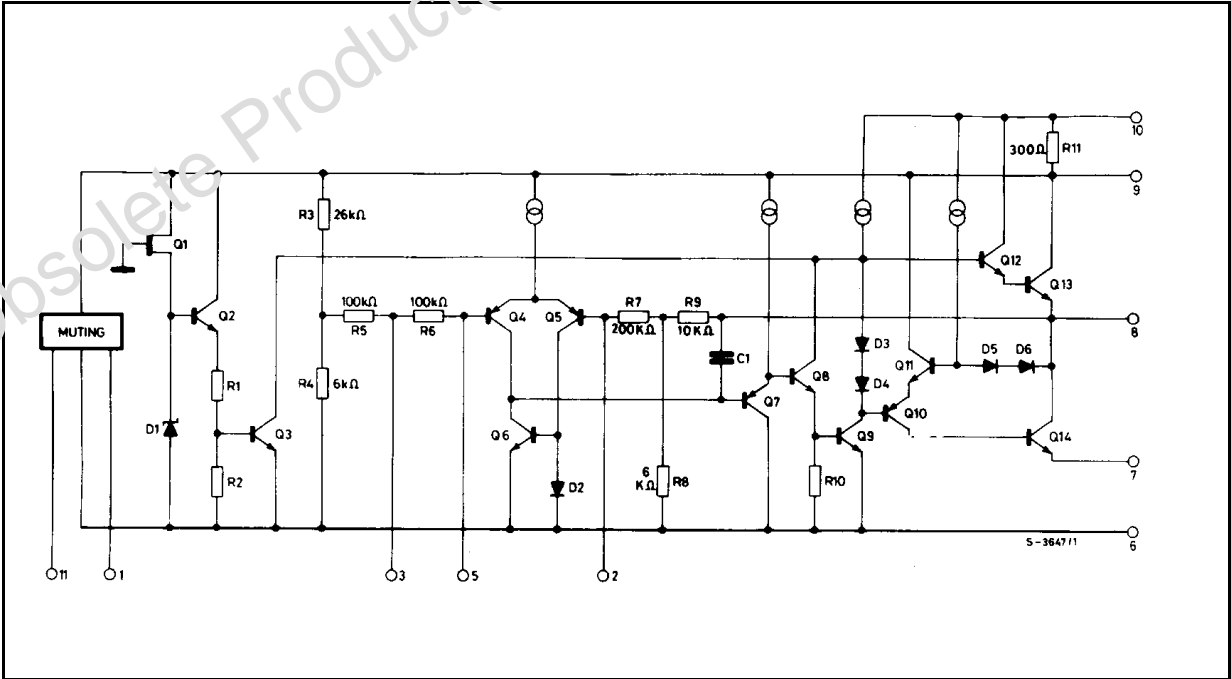 Obsolete Product(
10
300Ω R11
9
R3 26kΩ
Q1
Q12
Q13
100kΩ 100kΩ R7 R9
MUTING Q2 R5 R6 Q4 Q5 200KΩ 10KΩ 8
D3 D5 D6
C1 Q11
R1 R4 6kΩ Q8 D4
Q7 Q10
D1 Q3 Q6 Q9 Q14
7
R2 D2 6 KΩ R8 R10
S-3647/1 6
11 1 3 5 2